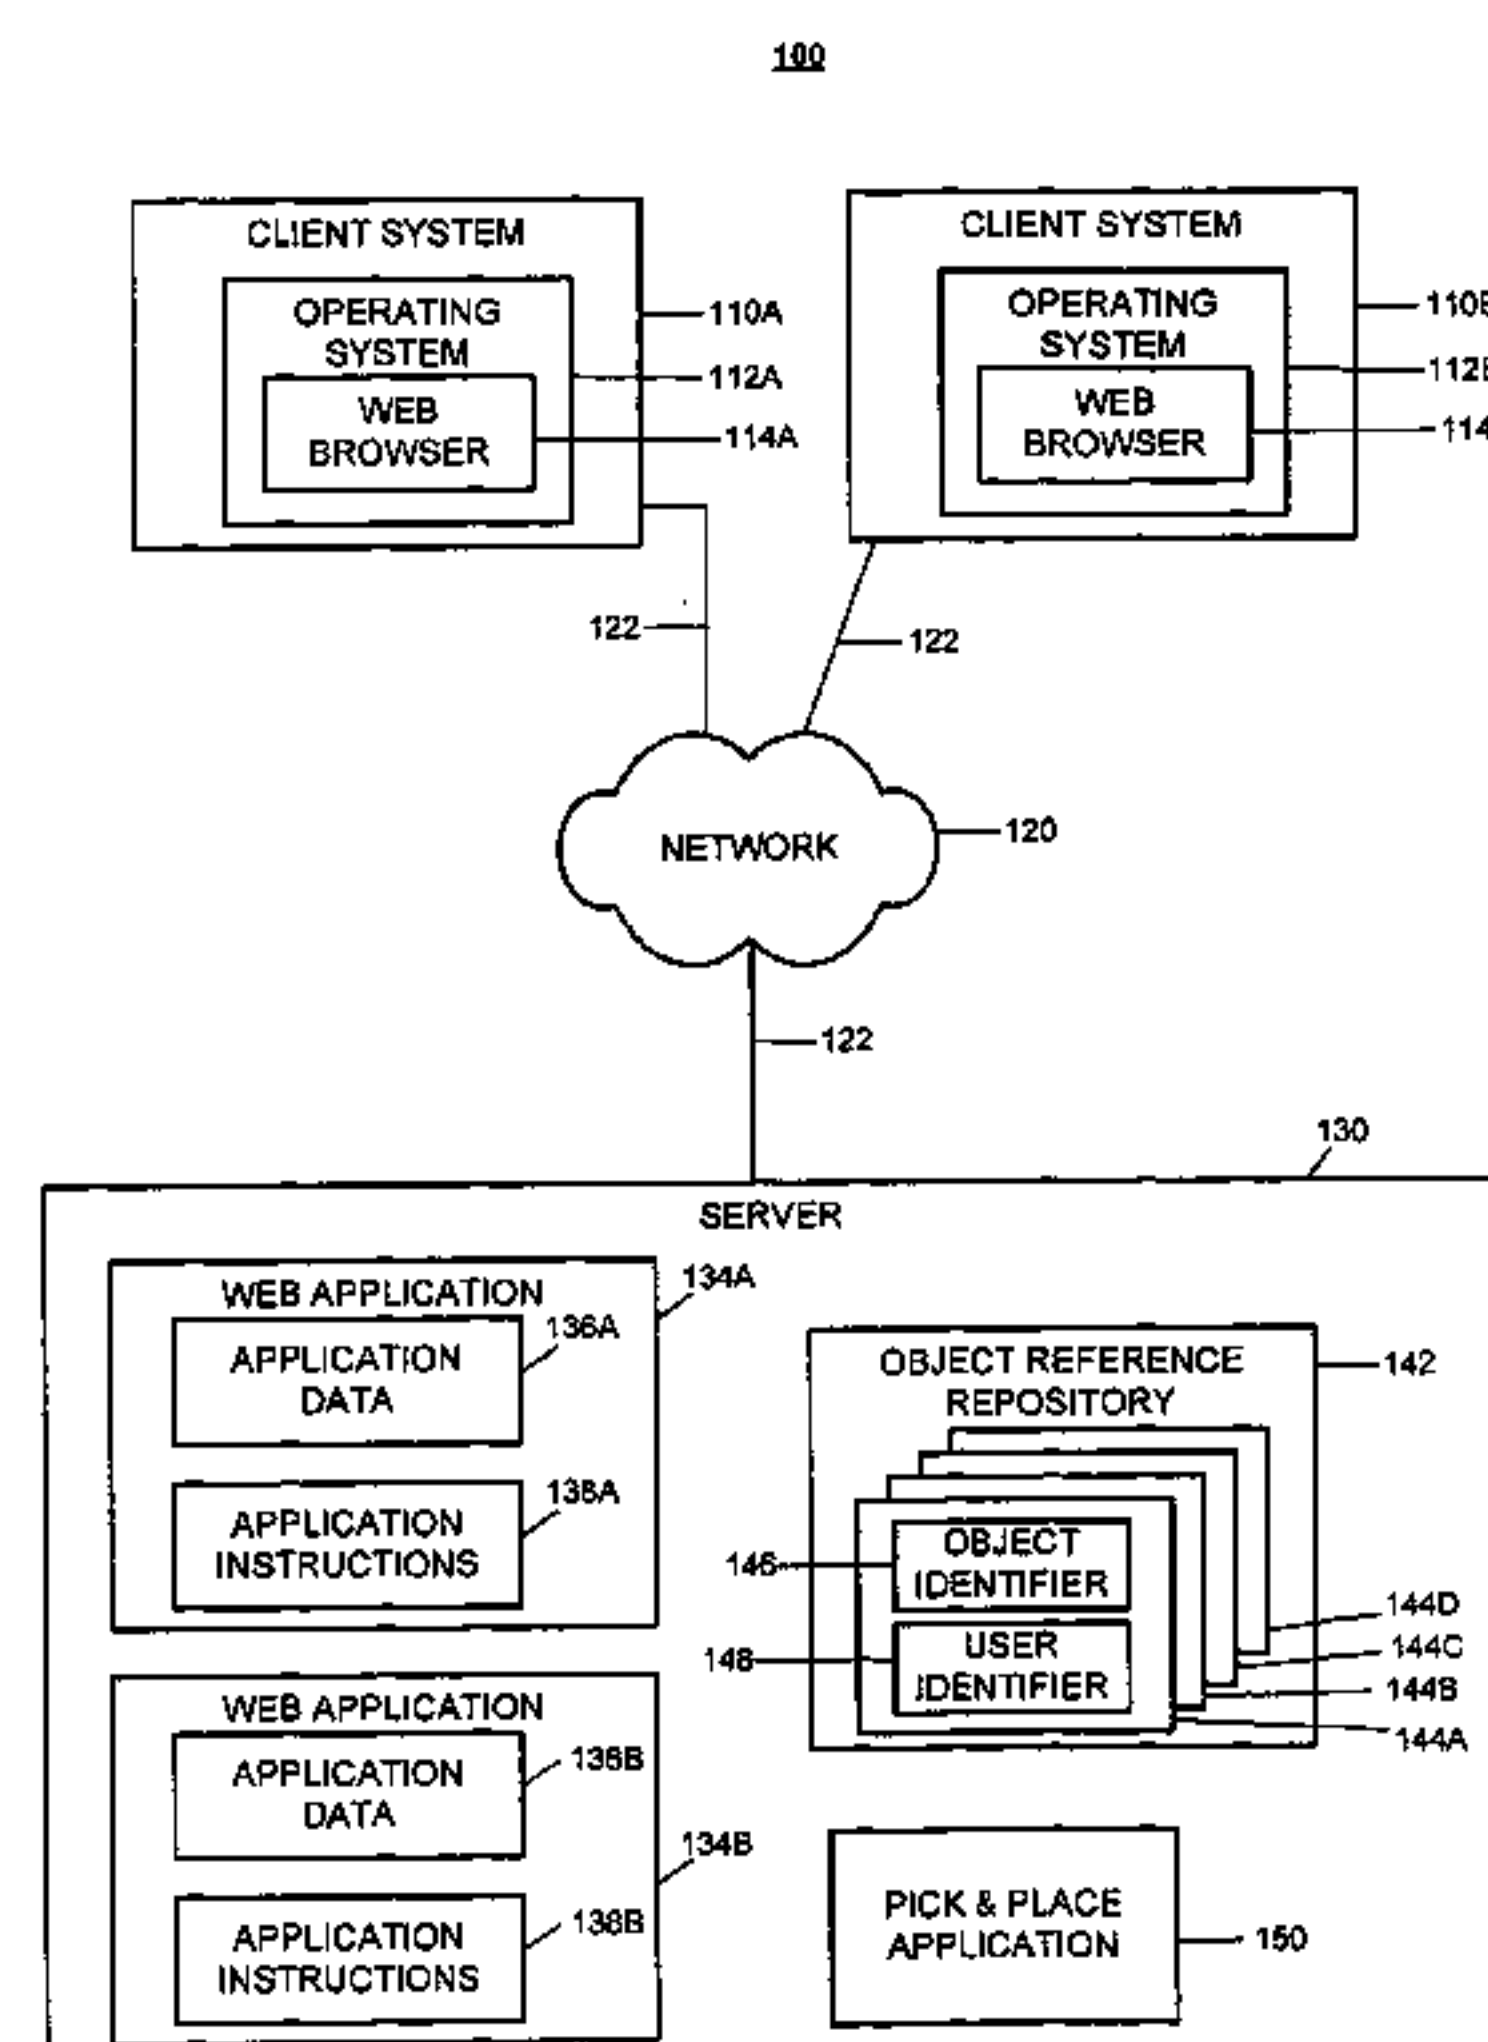 100
CLIENT SYSTEM
OPERATING
SYSTEM
WEB
BROWSER
110A
112A
114A
CLIENT SYSTEM
OPERATING
SYSTEM
WEB
BROWSER
110B
112B
114
122
122
NETWORK
120
122
130
SERVER
WEB APPLICATION
134A
APPLICATION
DATA
136A
APPLICATION
INSTRUCTIONS
138A
WEB APPLICATION
134B
APPLICATION
DATA
136B
APPLICATION
INSTRUCTIONS
138B
OBJECT REFERENCE
REPOSITORY
142
OBJECT
IDENTIFIER
146
USER
IDENTIFIER
148
144D
144C
144B
144A
PICK & PLACE
APPLICATION
150